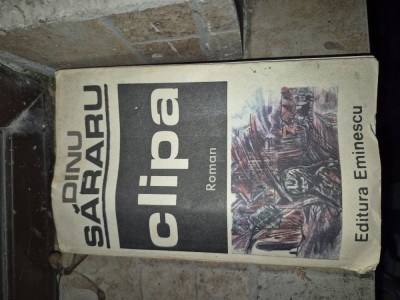 DINU
SĂRARU
clipa
Roman
Editura Eminescu